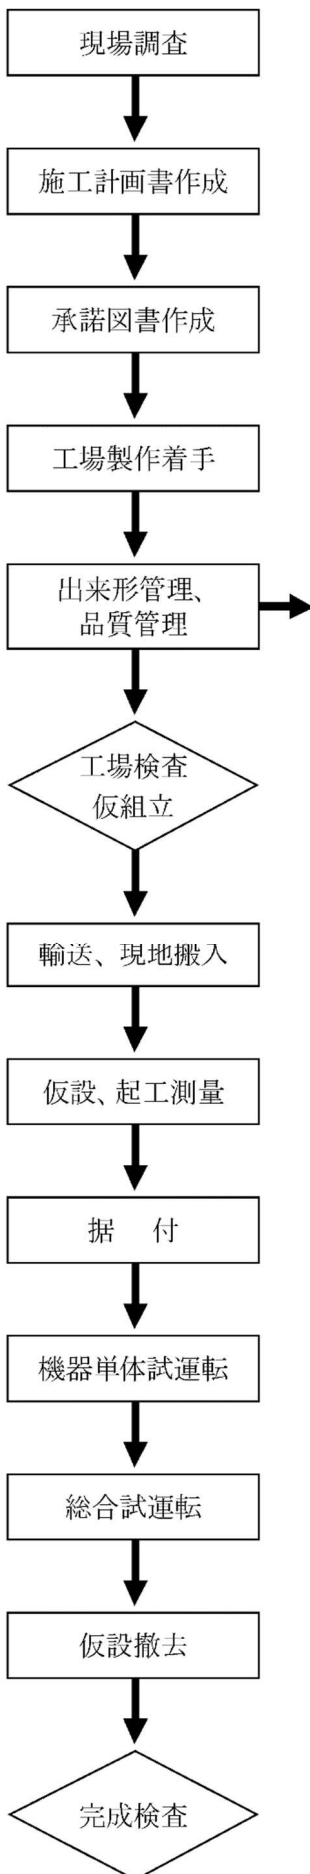 現場調査
施工計画書作成
承諾図書作成
工場製作着手
出来形管理、
品質管理
工場検査
仮組立
輸送、現地搬入
仮設、起工測量
据　付
機器単体試運転
総合試運転
仮設撤去
完成検査